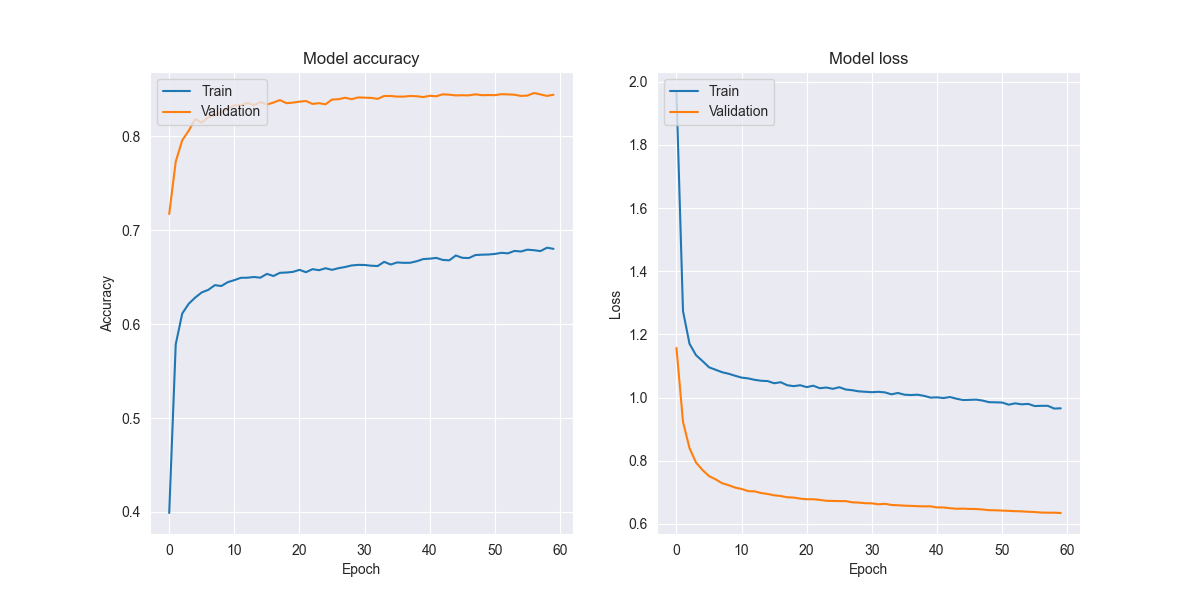 Model accuracy
Train
Validation
0.8
0.7
0.6
0.5
0.4
Accuracy
0 10 20 30 40 50 60
Epoch
Model loss
Train
Validation
2.0
1.8
1.6
1.4
1.2
1.0
0.8
0.6
Loss
0 10 20 30 40 50 60
Epoch